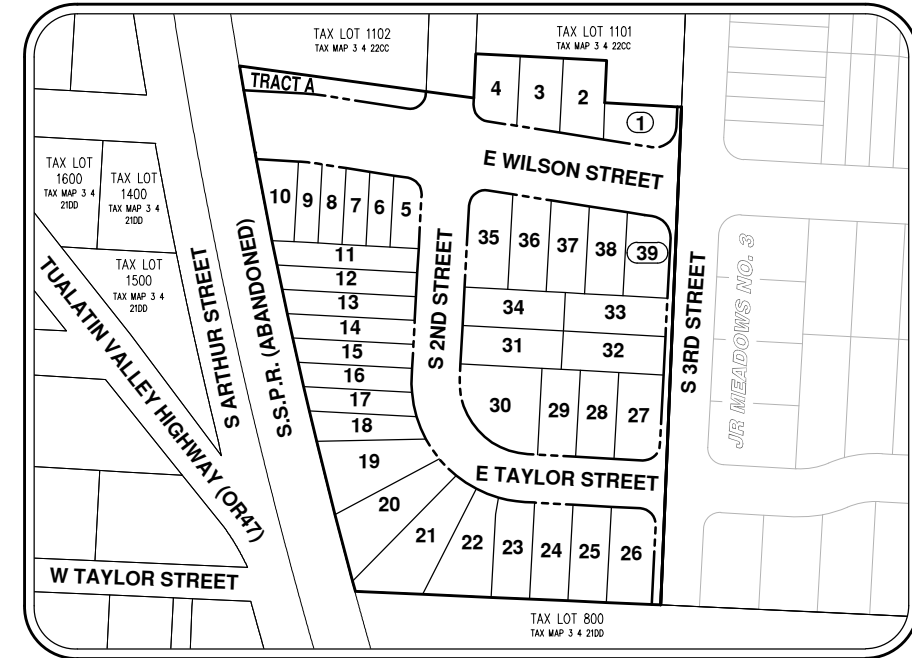 TAX LOT 1102
TAX MAP 3 4 22CC
TAX LOT 1101
TAX MAP 3 4 22CC
TRACT A
4
3
2
1
E WILSON STREET
TAX LOT
1600
TAX MAP 3 4
21DD
TAX LOT
1400
TAX MAP 3 4
21DD
TAX LOT
1500
TAX MAP 3 4
21DD
10
9
8
7
6
5
35
36
37
38
39
11
12
13
14
15
16
17
18
19
20
21
22
23
24
25
26
34
33
31
32
30
29
28
27
S 2ND STREET
S 3RD STREET
JR MEADOWS NO. 3
S ARTHUR STREET
S.S.P.R. (ABANDONED)
TUALATIN VALLEY HIGHWAY (OR47)
E TAYLOR STREET
W TAYLOR STREET
TAX LOT 800
TAX MAP 3 4 21DD